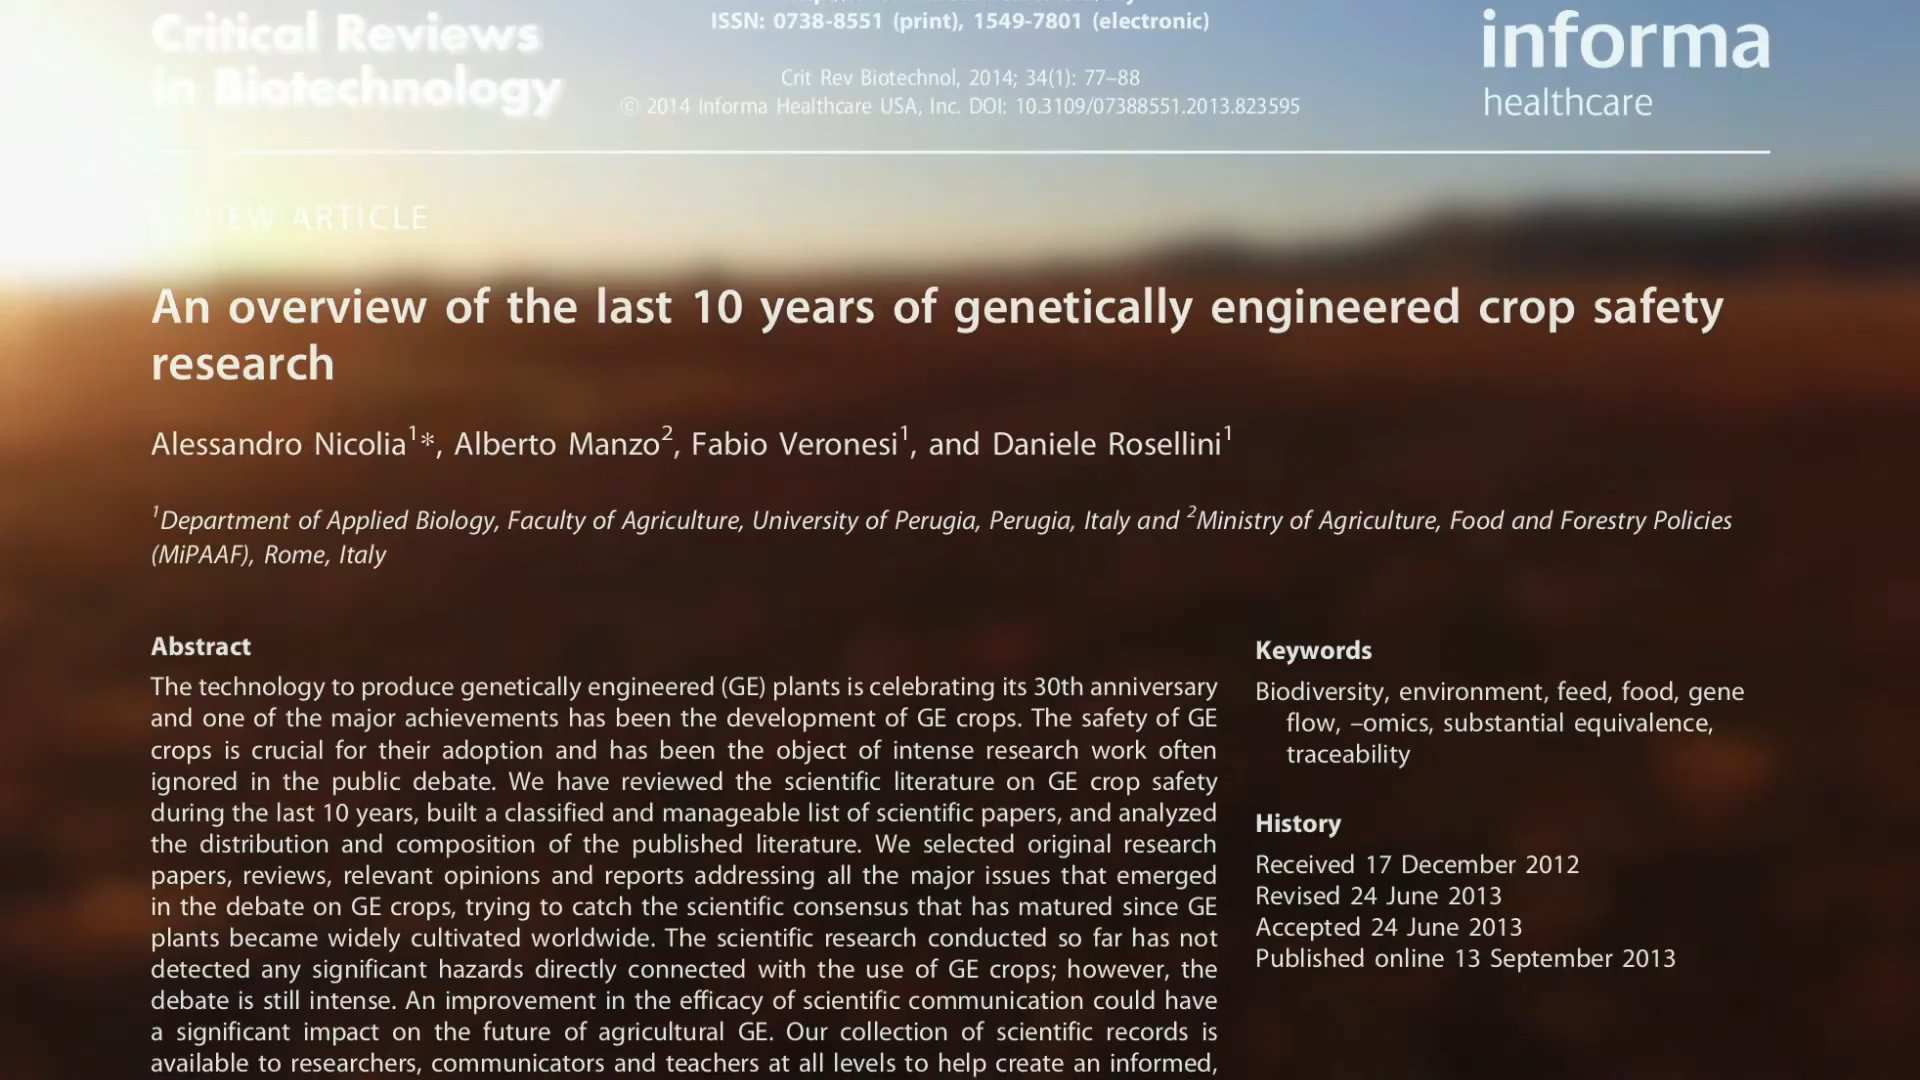 Critical Reviews
in Biotechnology
ISSN: 0738-8551 (print), 1549-7801 (electronic)
Crit Rev Biotechnol, 2014; 34(1): 77–88
© 2014 Informa Healthcare USA, Inc. DOI: 10.3109/07388551.2013.823595
informa
healthcare
REVIEW ARTICLE
An overview of the last 10 years of genetically engineered crop safety
research
Alessandro Nicolia1*, Alberto Manzo2, Fabio Veronesi1, and Daniele Rosellini1
1Department of Applied Biology, Faculty of Agriculture, University of Perugia, Perugia, Italy and 2Ministry of Agriculture, Food and Forestry Policies
(MiPAAF), Rome, Italy
Abstract
The technology to produce genetically engineered (GE) plants is celebrating its 30th anniversary
and one of the major achievements has been the development of GE crops. The safety of GE
crops is crucial for their adoption and has been the object of intense research work often
ignored in the public debate. We have reviewed the scientific literature on GE crop safety
during the last 10 years, built a classified and manageable list of scientific papers, and analyzed
the distribution and composition of the published literature. We selected original research
papers, reviews, relevant opinions and reports addressing all the major issues that emerged
in the debate on GE crops, trying to catch the scientific consensus that has matured since GE
plants became widely cultivated worldwide. The scientific research conducted so far has not
detected any significant hazards directly connected with the use of GE crops; however, the
debate is still intense. An improvement in the efficacy of scientific communication could have
a significant impact on the future of agricultural GE. Our collection of scientific records is
available to researchers, communicators and teachers at all levels to help create an informed,
Keywords
Biodiversity, environment, feed, food, gene
flow, –omics, substantial equivalence,
traceability
History
Received 17 December 2012
Revised 24 June 2013
Accepted 24 June 2013
Published online 13 September 2013